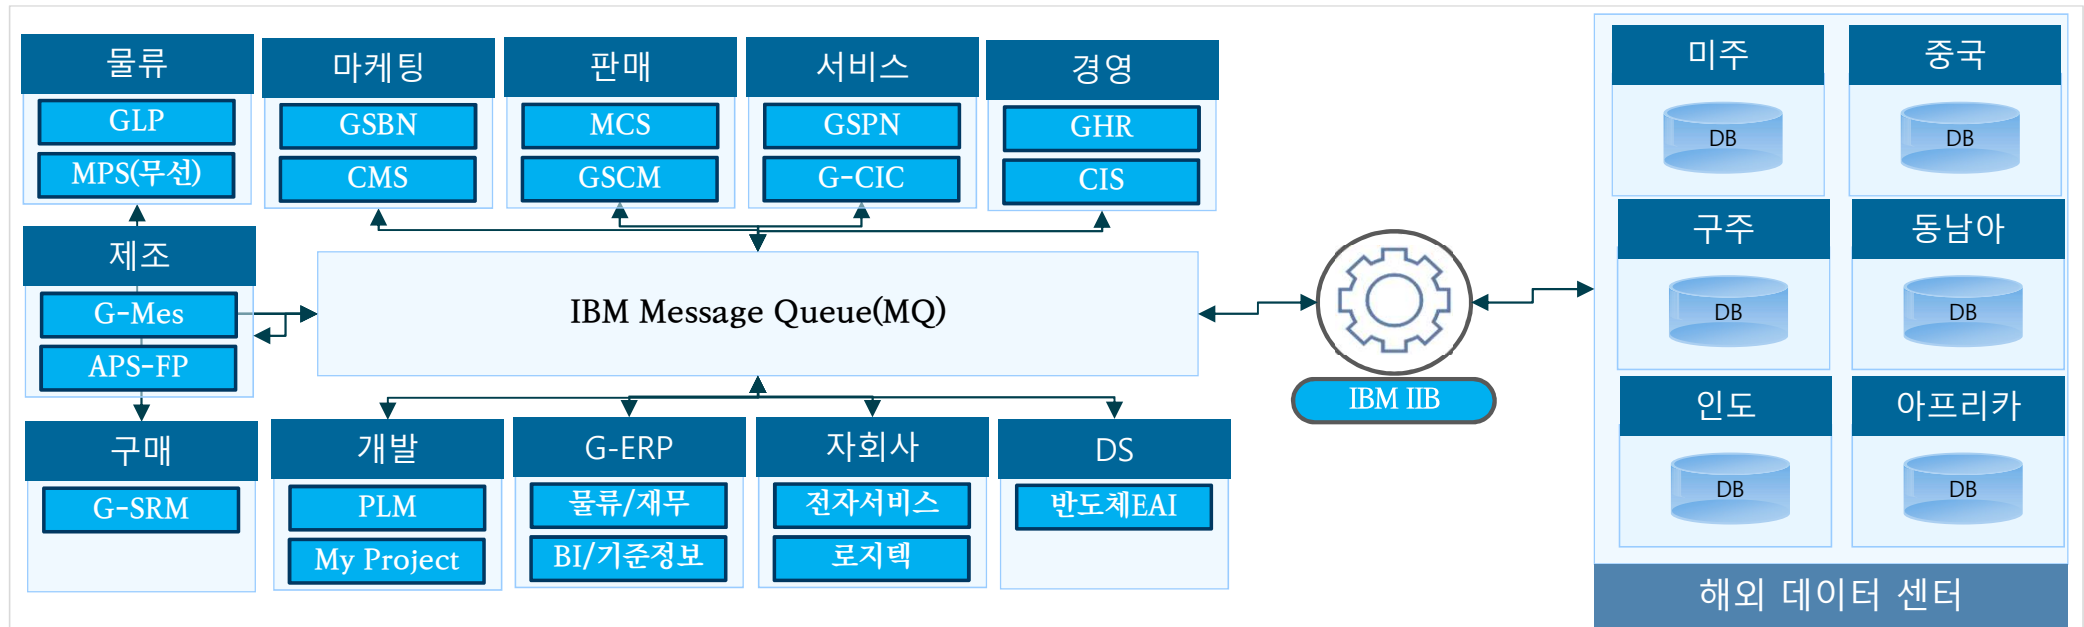 물류
GLP
MPS(무선)
마케팅
GSBN
CMS
판매
MCS
GSCM
서비스
GSPN
G-CIC
경영
GHR
CIS
제조
G-Mes
APS-FP
IBM Message Queue(MQ)
IBM IIB
구매
G-SRM
개발
PLM
My Project
G-ERP
물류/재무
BI/기준정보
자회사
전자서비스
로지텍
DS
반도체EAI
미주
DB
중국
DB
구주
DB
동남아
DB
인도
DB
아프리카
DB
해외 데이터 센터